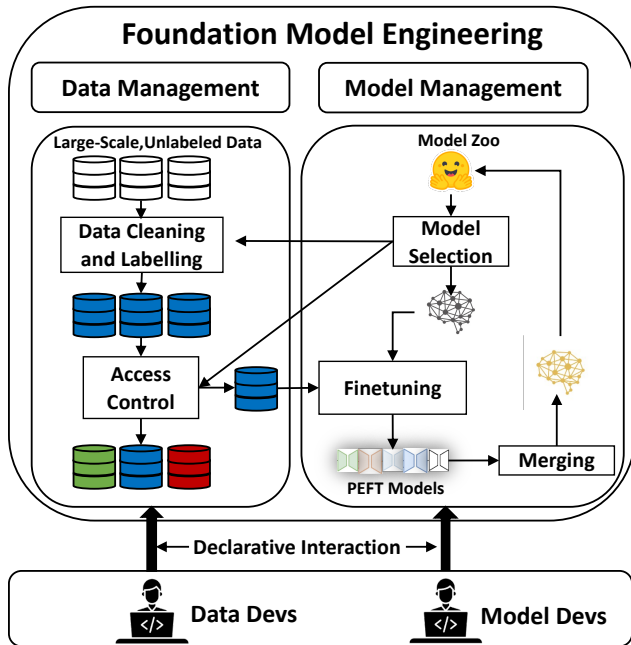 Foundation Model Engineering
Data Management
Model Management
Large-Scale,Unlabeled Data
Data Cleaning
and Labelling
Access
Control
Model Zoo
Model
Selection
Finetuning
PEFT Models
Merging
Declarative Interaction
Data Devs
Model Devs